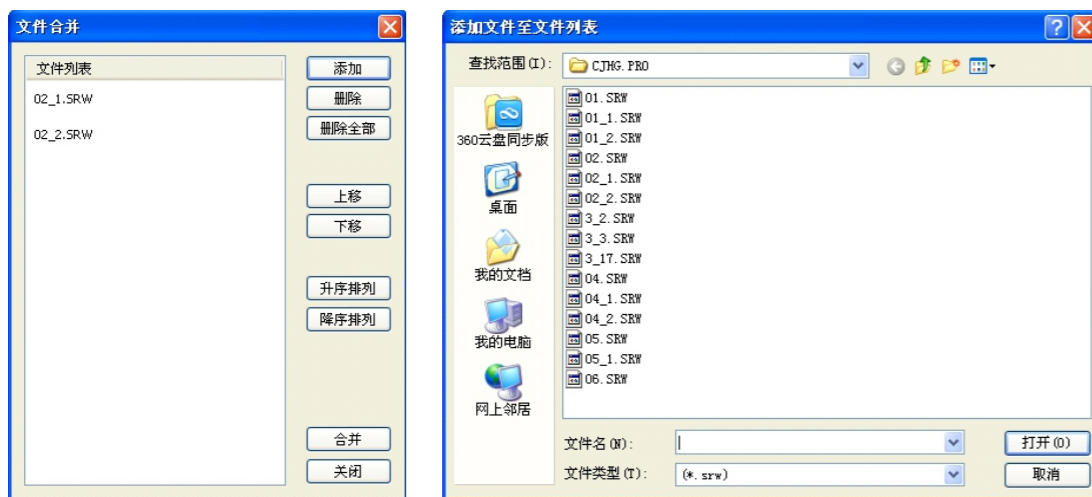 文件合并
文件列表
02_1.SRW
02_2.SRW
添加
删除
删除全部
上移
下移
升序排列
降序排列
合并
关闭
添加文件至文件列表
查找范围(I):
CJHG.PRO
360云盘同步版
桌面
我的文档
我的电脑
网上邻居
01.SRW
01_1.SRW
01_2.SRW
02.SRW
02_1.SRW
02_2.SRW
3_2.SRW
3_3.SRW
3_17.SRW
04.SRW
04_1.SRW
04_2.SRW
05.SRW
05_1.SRW
06.SRW
文件名(N):
打开(O)
文件类型(T):
(*.srw)
取消